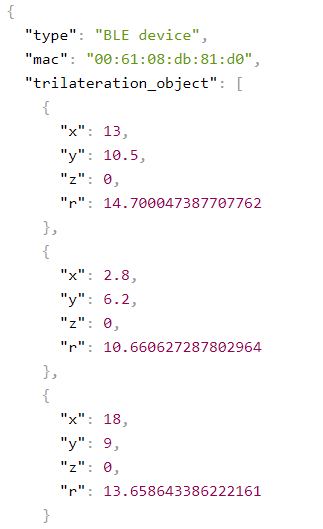 {
"type": "BLE device",
"mac": "00:61:08:db:81:d0",
"trilateration_object": [
{
"x": 13,
"y": 10.5,
"z": 0,
"r": 14.700047387707762
},
{
"x": 2.8,
"y": 6.2,
"z": 0,
"r": 10.660627287802964
},
{
"x": 18,
"y": 9,
"z": 0,
"r": 13.658643386222161
}